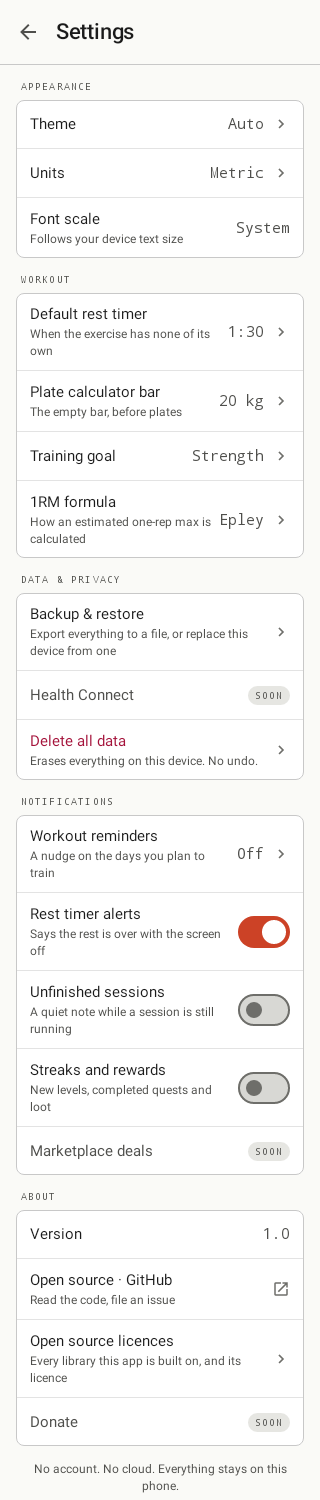 Settings
APPEARANCE
Theme
Auto
Units
Metric
Font scale
Follows your device text size
System
WORKOUT
Default rest timer
When the exercise has none of its
own
1:30
Plate calculator bar
The empty bar, before plates
20 kg
Training goal
Strength
1RM formula
How an estimated one-rep max is
calculated
Epley
DATA & PRIVACY
Backup & restore
Export everything to a file, or replace this
device from one
Health Connect
SOON
Delete all data
Erases everything on this device. No undo.
NOTIFICATIONS
Workout reminders
A nudge on the days you plan to
train
Off
Rest timer alerts
Says the rest is over with the screen
off
Unfinished sessions
A quiet note while a session is still
running
Streaks and rewards
New levels, completed quests and
loot
Marketplace deals
SOON
ABOUT
Version
1.0
Open source · GitHub
Read the code, file an issue
Open source licences
Every library this app is built on, and its
licence
Donate
SOON
No account. No cloud. Everything stays on this
phone.